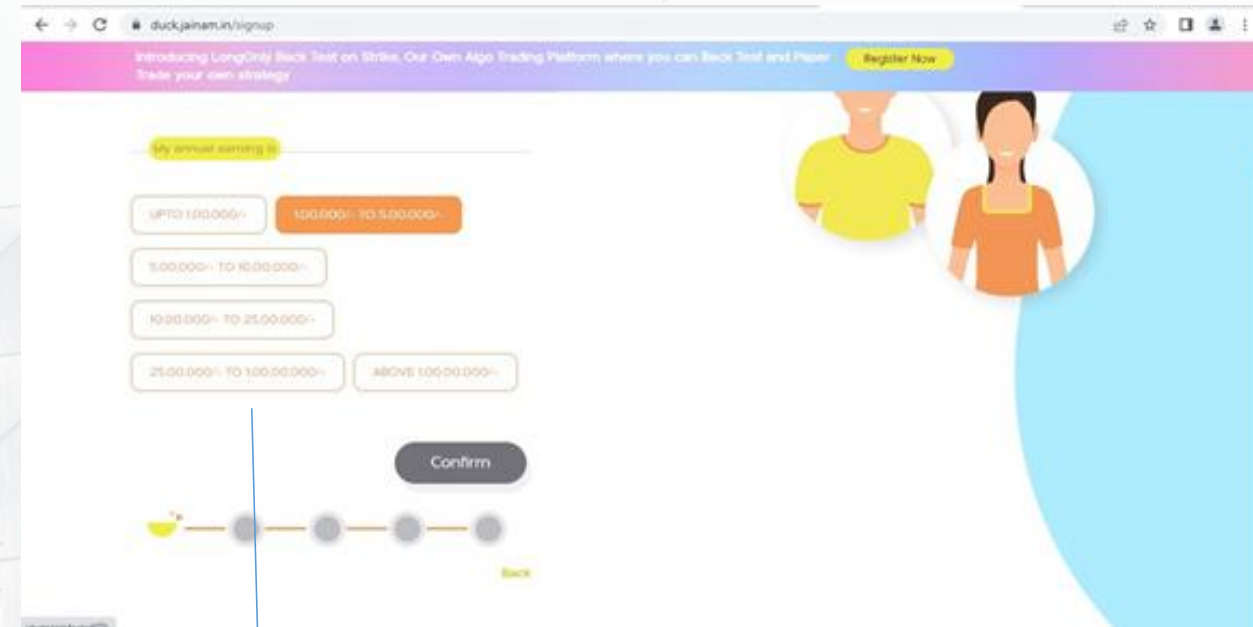 duck.jainam.in/signup
Introducing LongOnly Back Test on Strike, Our Own Algo Trading Platform where you can Back Test and Paper
Trade your own strategy
Register Now
My annual earning is
UPTO 1,00,000/-
1,00,000/- TO 5,00,000/-
5,00,000/- TO 10,00,000/-
10,00,000/- TO 25,00,000/-
25,00,000/- TO 1,00,00,000/-
ABOVE 1,00,00,000/-
Confirm
Back